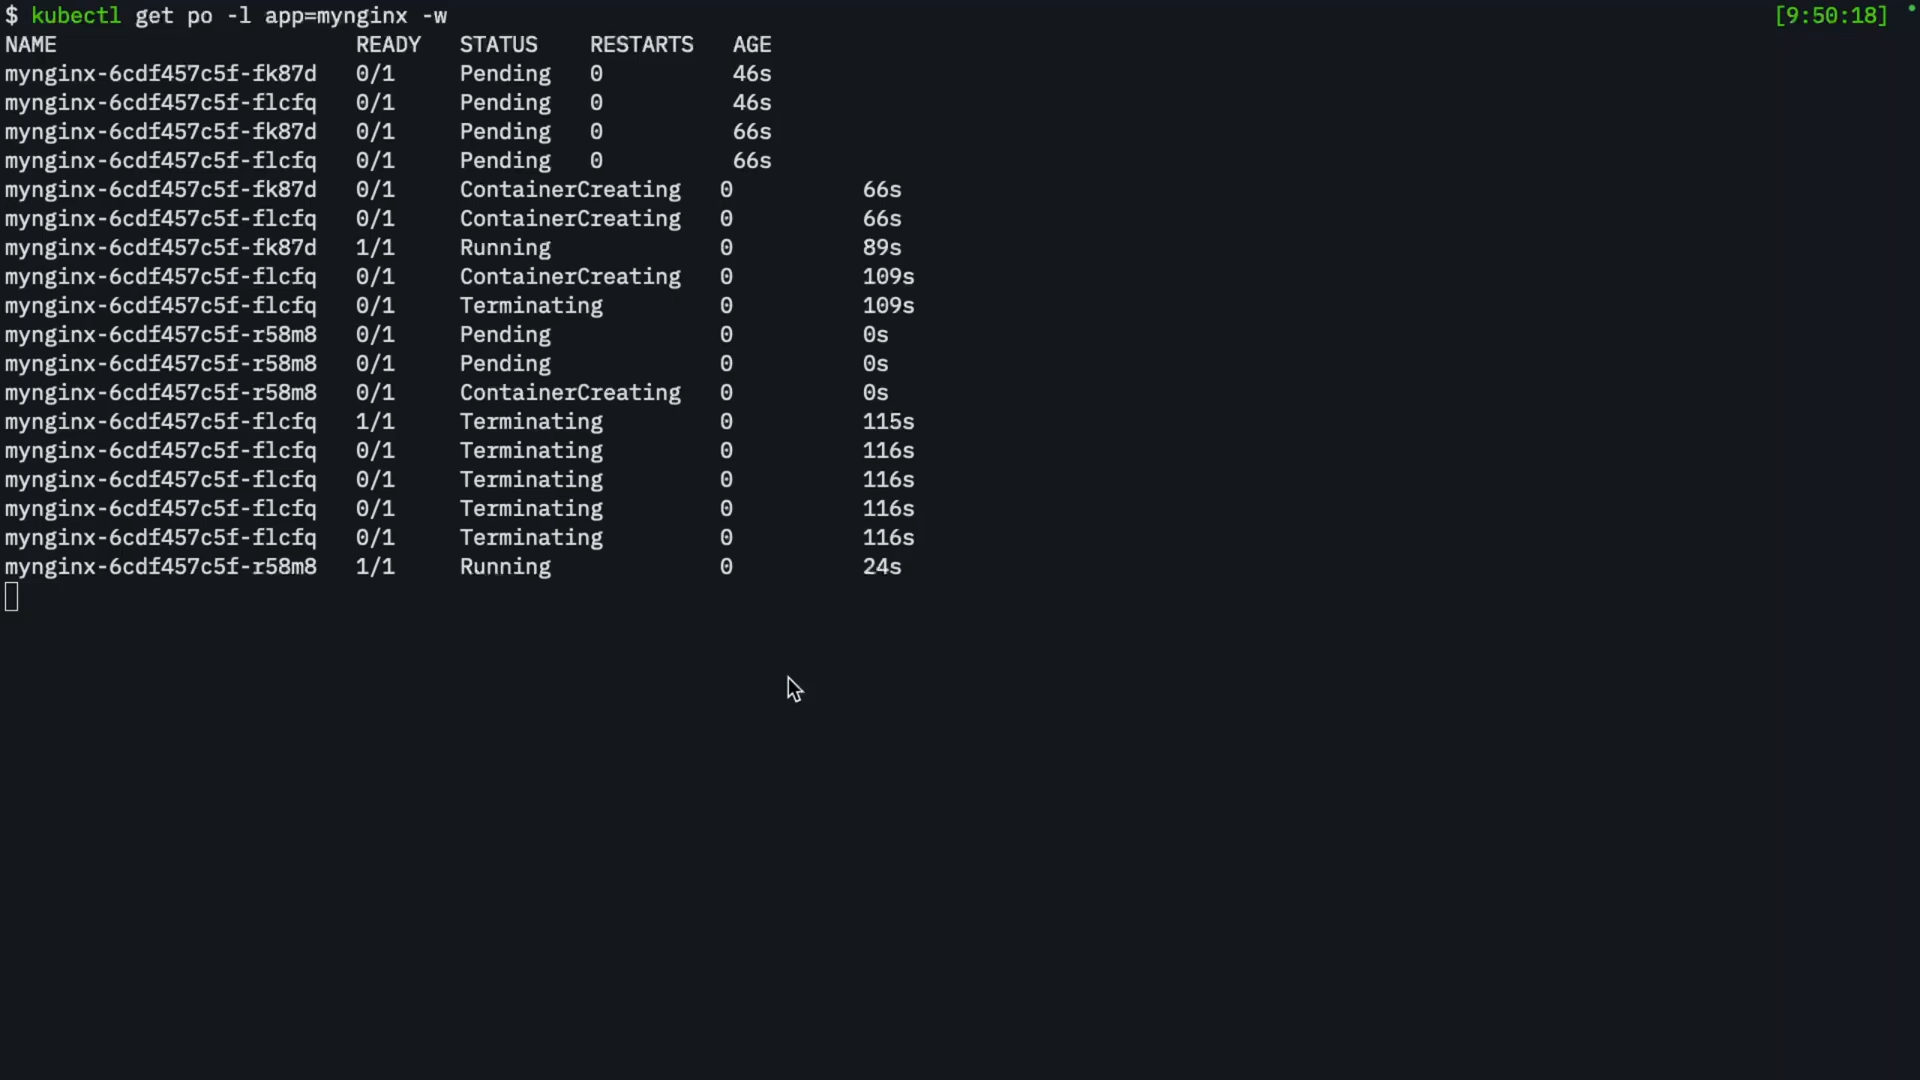 $ kubectl get po -l app=mynginx -w [9:50:18]
NAME READY STATUS RESTARTS AGE
mynginx-6cdf457c5f-fk87d 0/1 Pending 0 46s
mynginx-6cdf457c5f-flcfq 0/1 Pending 0 46s
mynginx-6cdf457c5f-fk87d 0/1 Pending 0 66s
mynginx-6cdf457c5f-flcfq 0/1 Pending 0 66s
mynginx-6cdf457c5f-fk87d 0/1 ContainerCreating 0 66s
mynginx-6cdf457c5f-flcfq 0/1 ContainerCreating 0 66s
mynginx-6cdf457c5f-fk87d 1/1 Running 0 89s
mynginx-6cdf457c5f-flcfq 0/1 ContainerCreating 0 109s
mynginx-6cdf457c5f-flcfq 0/1 Terminating 0 109s
mynginx-6cdf457c5f-r58m8 0/1 Pending 0 0s
mynginx-6cdf457c5f-r58m8 0/1 Pending 0 0s
mynginx-6cdf457c5f-r58m8 0/1 ContainerCreating 0 0s
mynginx-6cdf457c5f-flcfq 1/1 Terminating 0 115s
mynginx-6cdf457c5f-flcfq 0/1 Terminating 0 116s
mynginx-6cdf457c5f-flcfq 0/1 Terminating 0 116s
mynginx-6cdf457c5f-flcfq 0/1 Terminating 0 116s
mynginx-6cdf457c5f-flcfq 0/1 Terminating 0 116s
mynginx-6cdf457c5f-r58m8 1/1 Running 0 24s